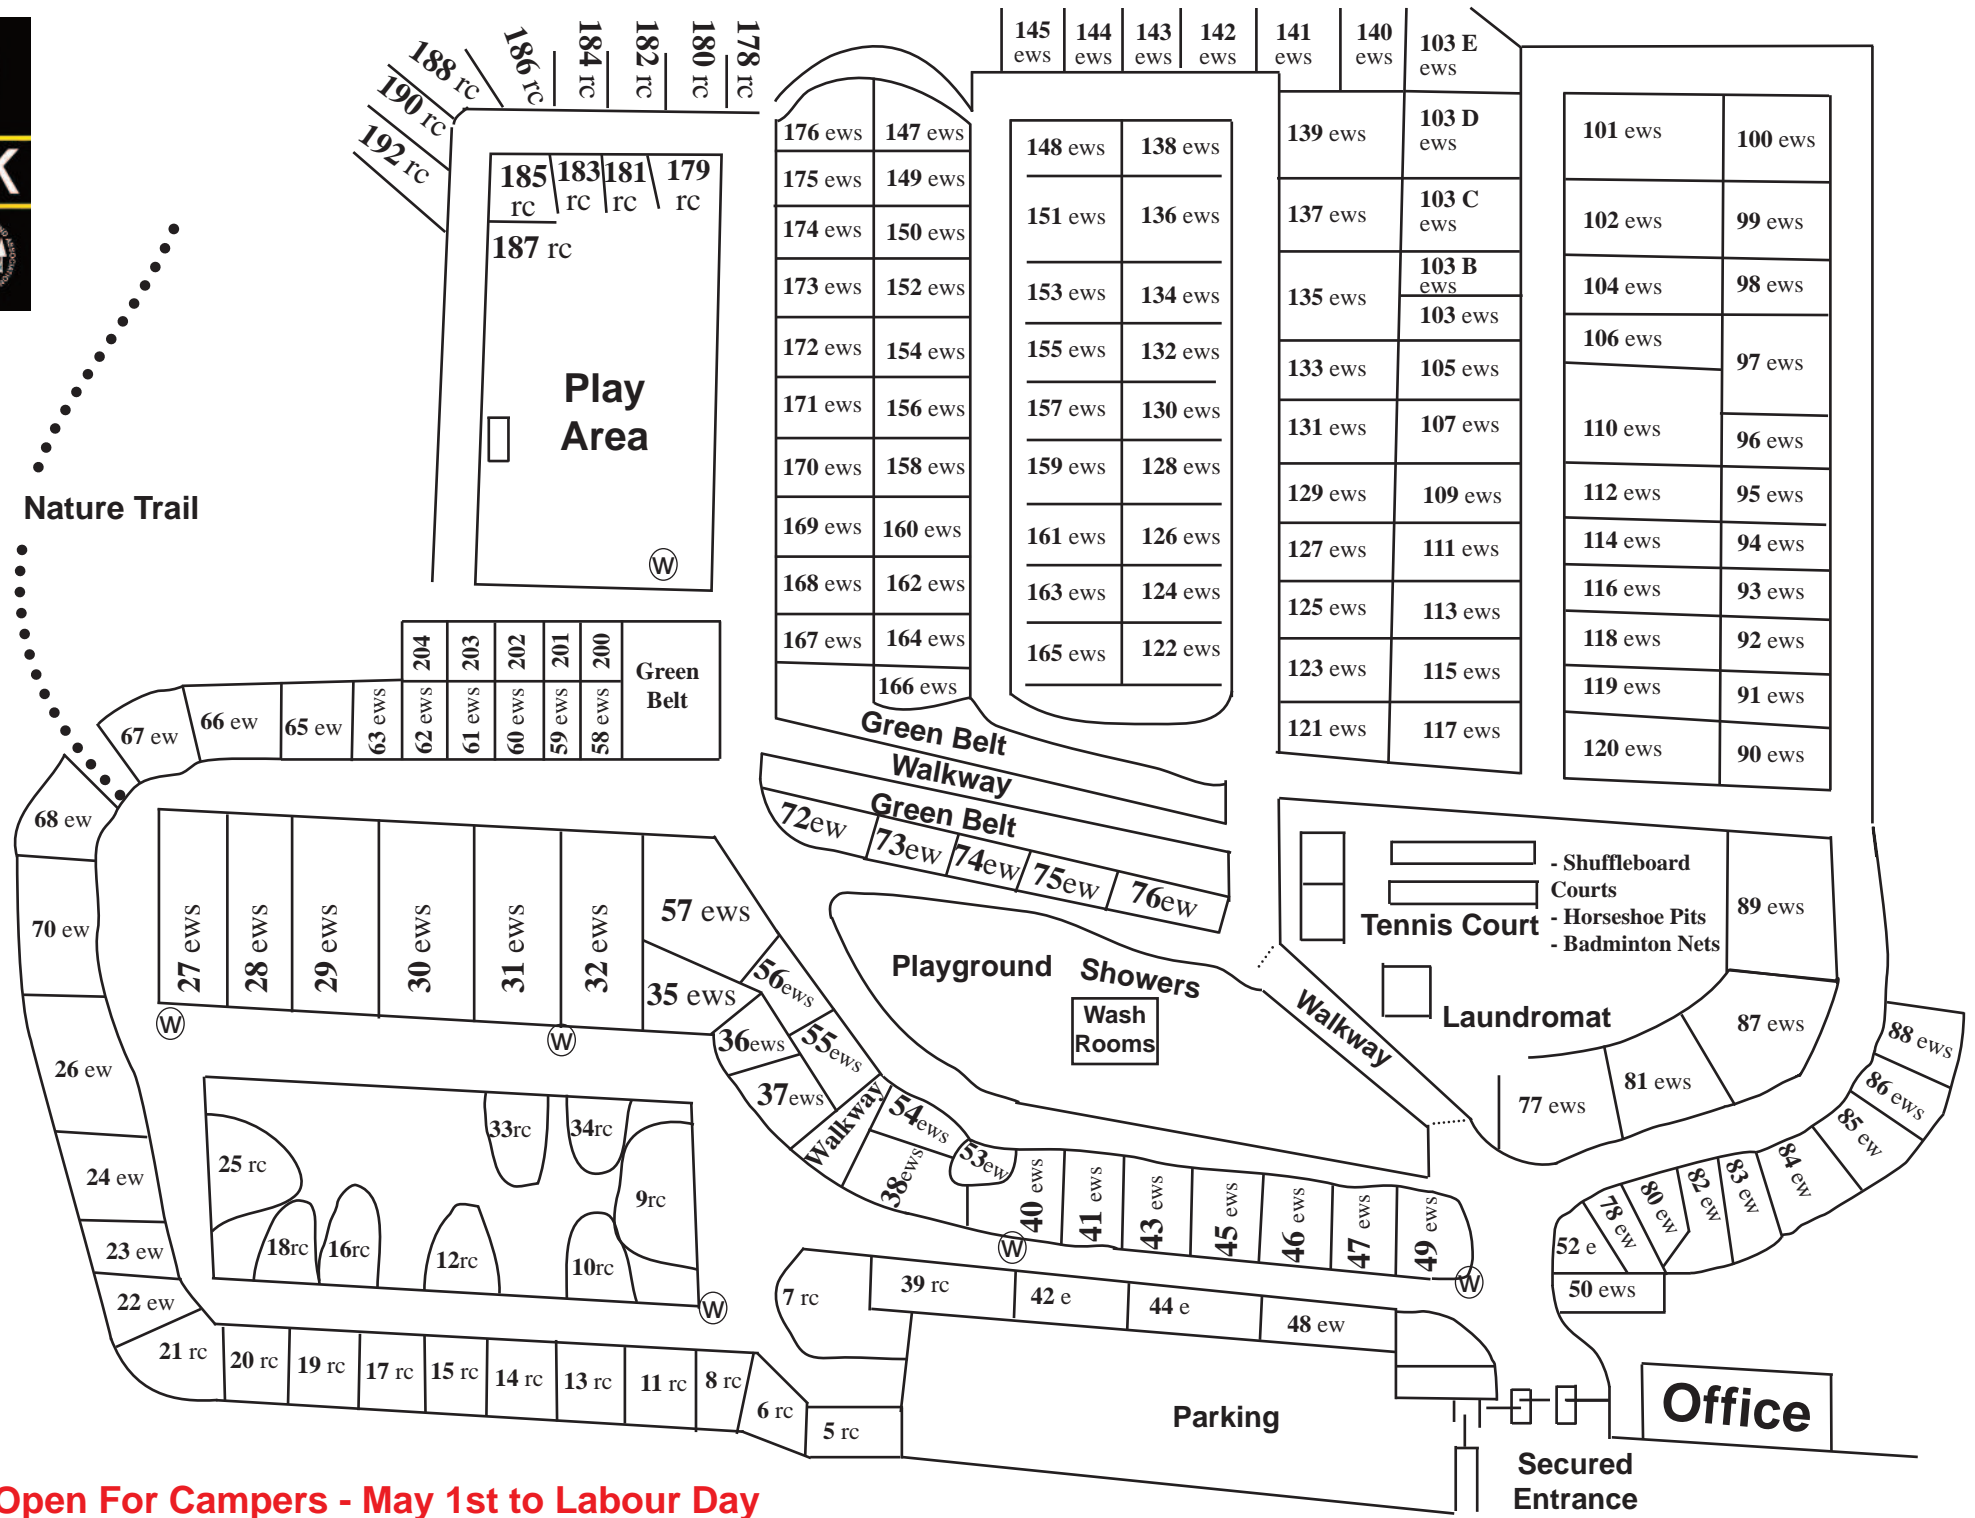 145 ews
144 ews
143 ews
142 ews
141 ews
140 ews
103 E ews
188 rc
186 rc
184 rc
182 rc
180 rc
178 rc
190 rc
192 rc
185 rc
183 rc
181 rc
179 rc
187 rc
Play
Area
W
K
Nature Trail
176 ews
147 ews
175 ews
149 ews
174 ews
150 ews
173 ews
152 ews
172 ews
154 ews
171 ews
156 ews
170 ews
158 ews
169 ews
160 ews
168 ews
162 ews
167 ews
164 ews
166 ews
148 ews
138 ews
151 ews
136 ews
153 ews
134 ews
155 ews
132 ews
157 ews
130 ews
159 ews
128 ews
161 ews
126 ews
163 ews
124 ews
165 ews
122 ews
139 ews
103 D ews
137 ews
103 C ews
135 ews
103 B ews
103 ews
133 ews
105 ews
131 ews
107 ews
129 ews
109 ews
127 ews
111 ews
125 ews
113 ews
123 ews
115 ews
121 ews
117 ews
101 ews
100 ews
102 ews
99 ews
104 ews
98 ews
106 ews
97 ews
110 ews
96 ews
112 ews
95 ews
114 ews
94 ews
116 ews
93 ews
118 ews
92 ews
119 ews
91 ews
120 ews
90 ews
204
203
202
201
200
Green
Belt
67 ew
66 ew
65 ew
63 ews
62 ews
61 ews
60 ews
59 ews
58 ews
Green Belt
Walkway
Green Belt
72ew
73ew
74ew
75ew
76ew
68 ew
70 ew
26 ew
24 ew
23 ew
22 ew
21 rc
27 ews
28 ews
29 ews
30 ews
31 ews
32 ews
57 ews
35 ews
56ews
55ews
36ews
37ews
W
W
Walkway
54ews
53ew
38ews
Playground
Showers
Wash
Rooms
Walkway
Tennis Court
- Shuffleboard
Courts
- Horseshoe Pits
- Badminton Nets
Laundromat
89 ews
87 ews
81 ews
77 ews
88 ews
86 ews
85 ew
84 ew
83 ew
82 ew
80 ew
78 ew
52 e
50 ews
25 rc
33rc
34rc
9rc
18rc
16rc
12rc
10rc
W
40 ews
41 ews
43 ews
45 ews
46 ews
47 ews
49 ews
W
W
7 rc
39 rc
42 e
44 e
48 ew
20 rc
19 rc
17 rc
15 rc
14 rc
13 rc
11 rc
8 rc
6 rc
5 rc
Parking
Office
Secured
Entrance
Open For Campers - May 1st to Labour Day